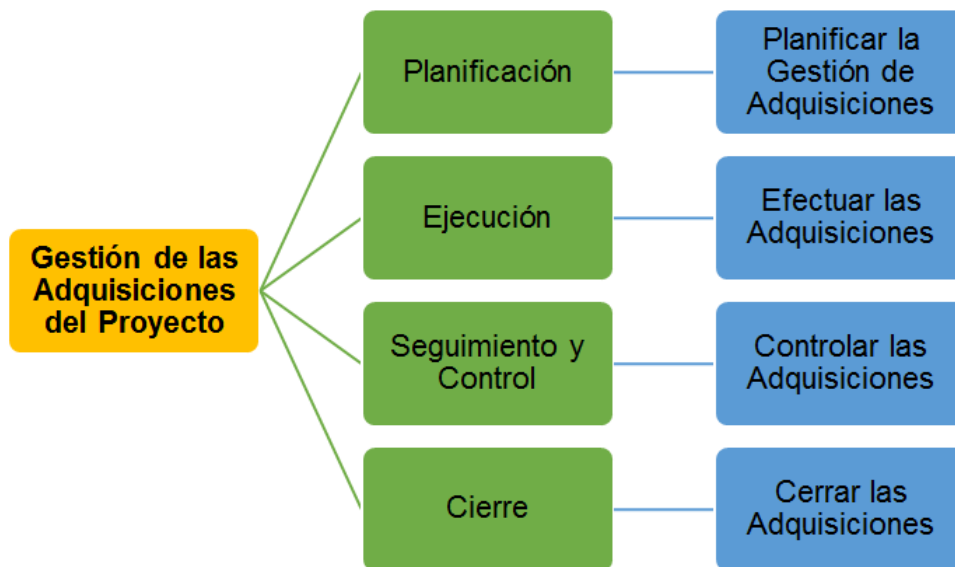 Gestión de las
Adquisiciones
del Proyecto
Planificación
Planificar la
Gestión de
Adquisiciones
Ejecución
Efectuar las
Adquisiciones
Seguimiento y
Control
Controlar las
Adquisiciones
Cierre
Cerrar las
Adquisiciones